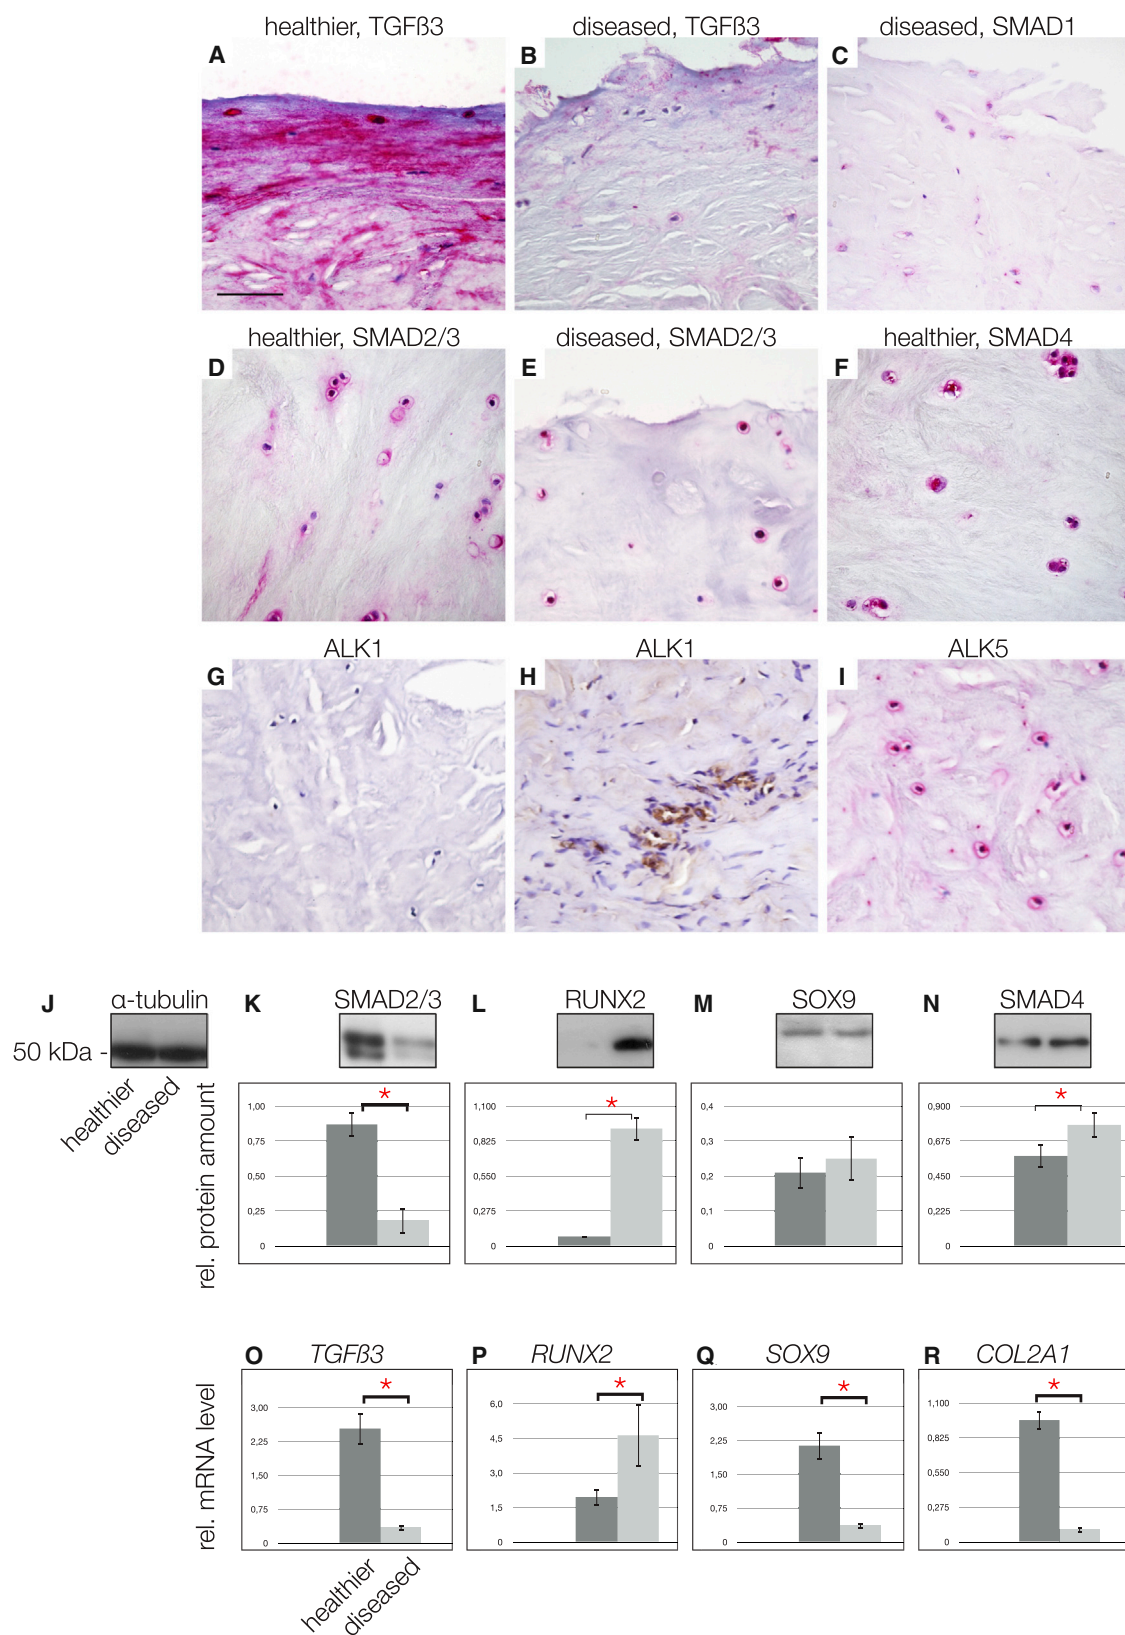 healthier, TGFß3 diseased, TGFß3 diseased, SMAD1
A B C
healthier, SMAD2/3 diseased, SMAD2/3 healthier, SMAD4
D E F
ALK1 ALK1 ALK5
G H I
J α-tubulin K SMAD2/3 L RUNX2 M SOX9 N SMAD4
50 kDa -
healthier
diseased
rel. protein amount
* * *
1,00 1,100 0,4 0,900
0,75 0,825 0,3 0,675
0,50 0,550 0,2 0,450
0,25 0,275 0,1 0,225
0 0 0 0
O TGFß3 P RUNX2 Q SOX9 R COL2A1
rel. mRNA level
* * * *
3,00 6,0 3,00 1,100
2,25 4,5 2,25 0,825
1,50 3,0 1,50 0,550
0,75 1,5 0,75 0,275
0 0 0 0
healthier
diseased